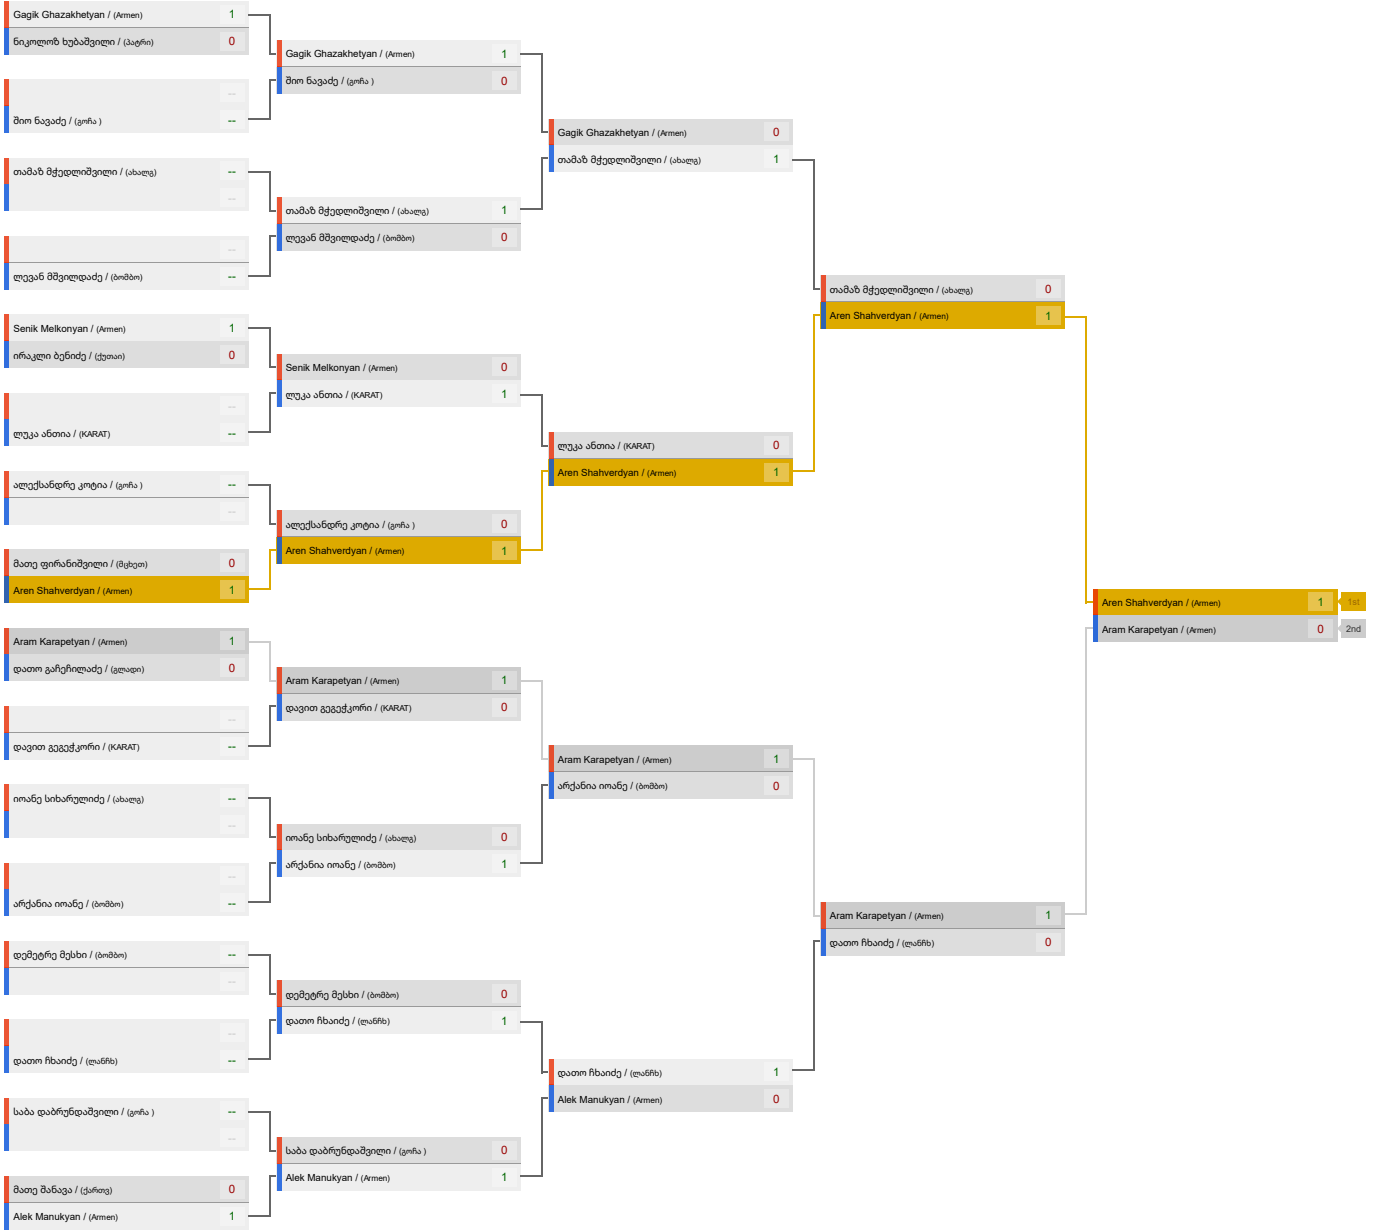 Gagik Ghazakhetyan / (Armen) 1
ნიკოლოზ ხუბაშვილი / (პატრი) 0
--
შიო ნავაძე / (გოჩა ) --
თამაზ მჭედლიშვილი / (ახალგ) --
--
--
ლევან მშვილდაძე / (ბომბო) --
Senik Melkonyan / (Armen) 1
ირაკლი ბენიძე / (ქუთაი) 0
--
ლუკა ანთია / (KARAT) --
ალექსანდრე კოტია / (გოჩა ) --
--
მათე ფირანიშვილი / (მცხეთ) 0
Aren Shahverdyan / (Armen) 1
Aram Karapetyan / (Armen) 1
დათო გაჩეჩილაძე / (გლადი) 0
--
დავით გეგეჭკორი / (KARAT) --
იოანე სიხარულიძე / (ახალგ) --
--
--
არქანია იოანე / (ბომბო) --
დემეტრე მესხი / (ბომბო) --
--
--
დათო ჩხაიძე / (ლანჩხ) --
საბა დაბრუნდაშვილი / (გოჩა ) --
--
მათე შანავა / (ქართვ) 0
Alek Manukyan / (Armen) 1
Gagik Ghazakhetyan / (Armen) 1
შიო ნავაძე / (გოჩა ) 0
თამაზ მჭედლიშვილი / (ახალგ) 1
ლევან მშვილდაძე / (ბომბო) 0
Senik Melkonyan / (Armen) 0
ლუკა ანთია / (KARAT) 1
ალექსანდრე კოტია / (გოჩა ) 0
Aren Shahverdyan / (Armen) 1
Aram Karapetyan / (Armen) 1
დავით გეგეჭკორი / (KARAT) 0
იოანე სიხარულიძე / (ახალგ) 0
არქანია იოანე / (ბომბო) 1
დემეტრე მესხი / (ბომბო) 0
დათო ჩხაიძე / (ლანჩხ) 1
საბა დაბრუნდაშვილი / (გოჩა ) 0
Alek Manukyan / (Armen) 1
Gagik Ghazakhetyan / (Armen) 0
თამაზ მჭედლიშვილი / (ახალგ) 1
ლუკა ანთია / (KARAT) 0
Aren Shahverdyan / (Armen) 1
Aram Karapetyan / (Armen) 1
არქანია იოანე / (ბომბო) 0
დათო ჩხაიძე / (ლანჩხ) 1
Alek Manukyan / (Armen) 0
თამაზ მჭედლიშვილი / (ახალგ) 0
Aren Shahverdyan / (Armen) 1
Aram Karapetyan / (Armen) 1
დათო ჩხაიძე / (ლანჩხ) 0
Aren Shahverdyan / (Armen) 1 1st
Aram Karapetyan / (Armen) 0 2nd